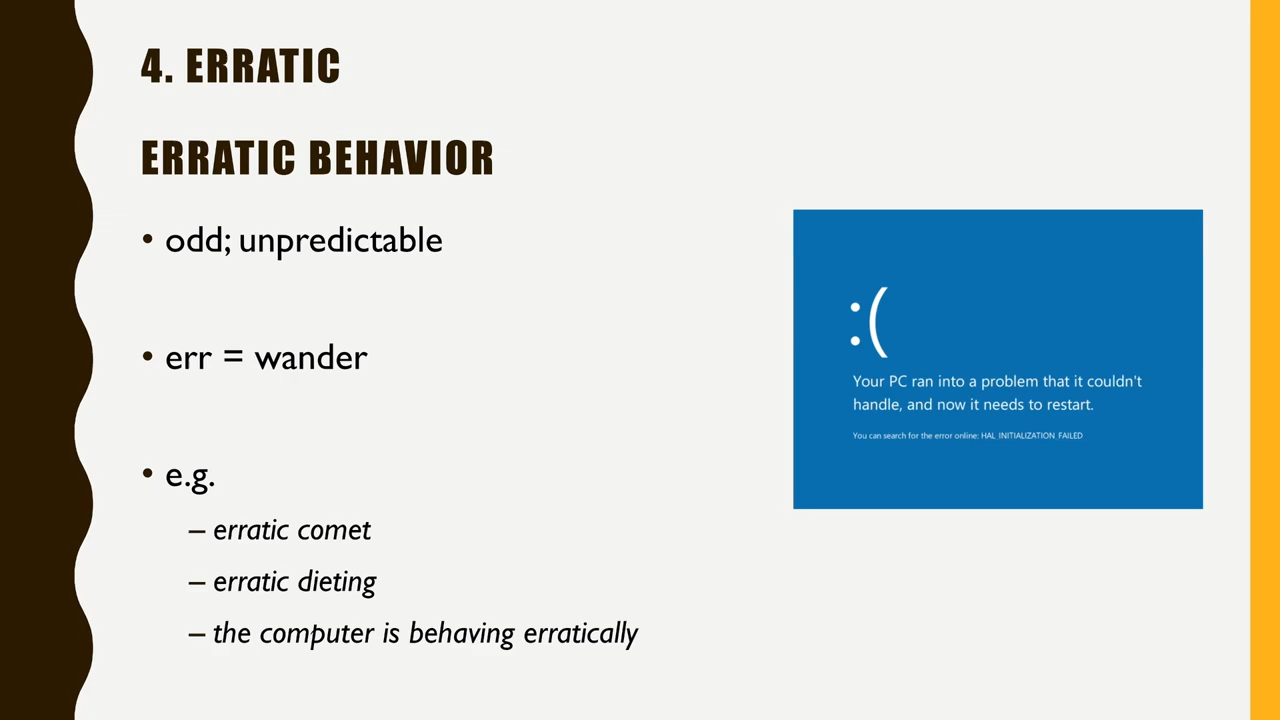 4. ERRATIC
ERRATIC BEHAVIOR
• odd; unpredictable
• err = wander
• e.g.
– erratic comet
– erratic dieting
– the computer is behaving erratically
:(
Your PC ran into a problem that it couldn't
handle, and now it needs to restart.
You can search for the error online: HAL_INITIALIZATION_FAILED